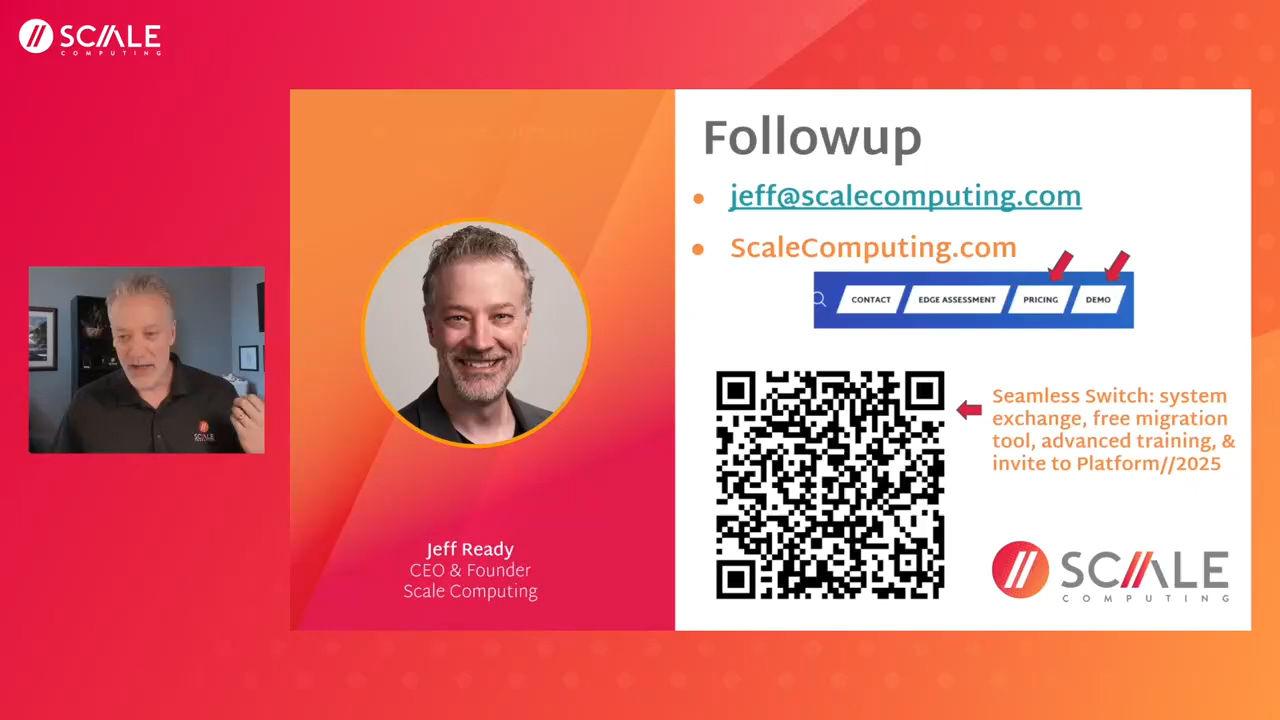 SCALE
COMPUTING
Followup
jeff@scalecomputing.com
ScaleComputing.com
CONTACT
EDGE ASSESSMENT
PRICING
DEMO
Seamless Switch: system
exchange, free migration
tool, advanced training, &
invite to Platform//2025
Jeff Ready
CEO & Founder
Scale Computing
SCALE
COMPUTING
SCALE